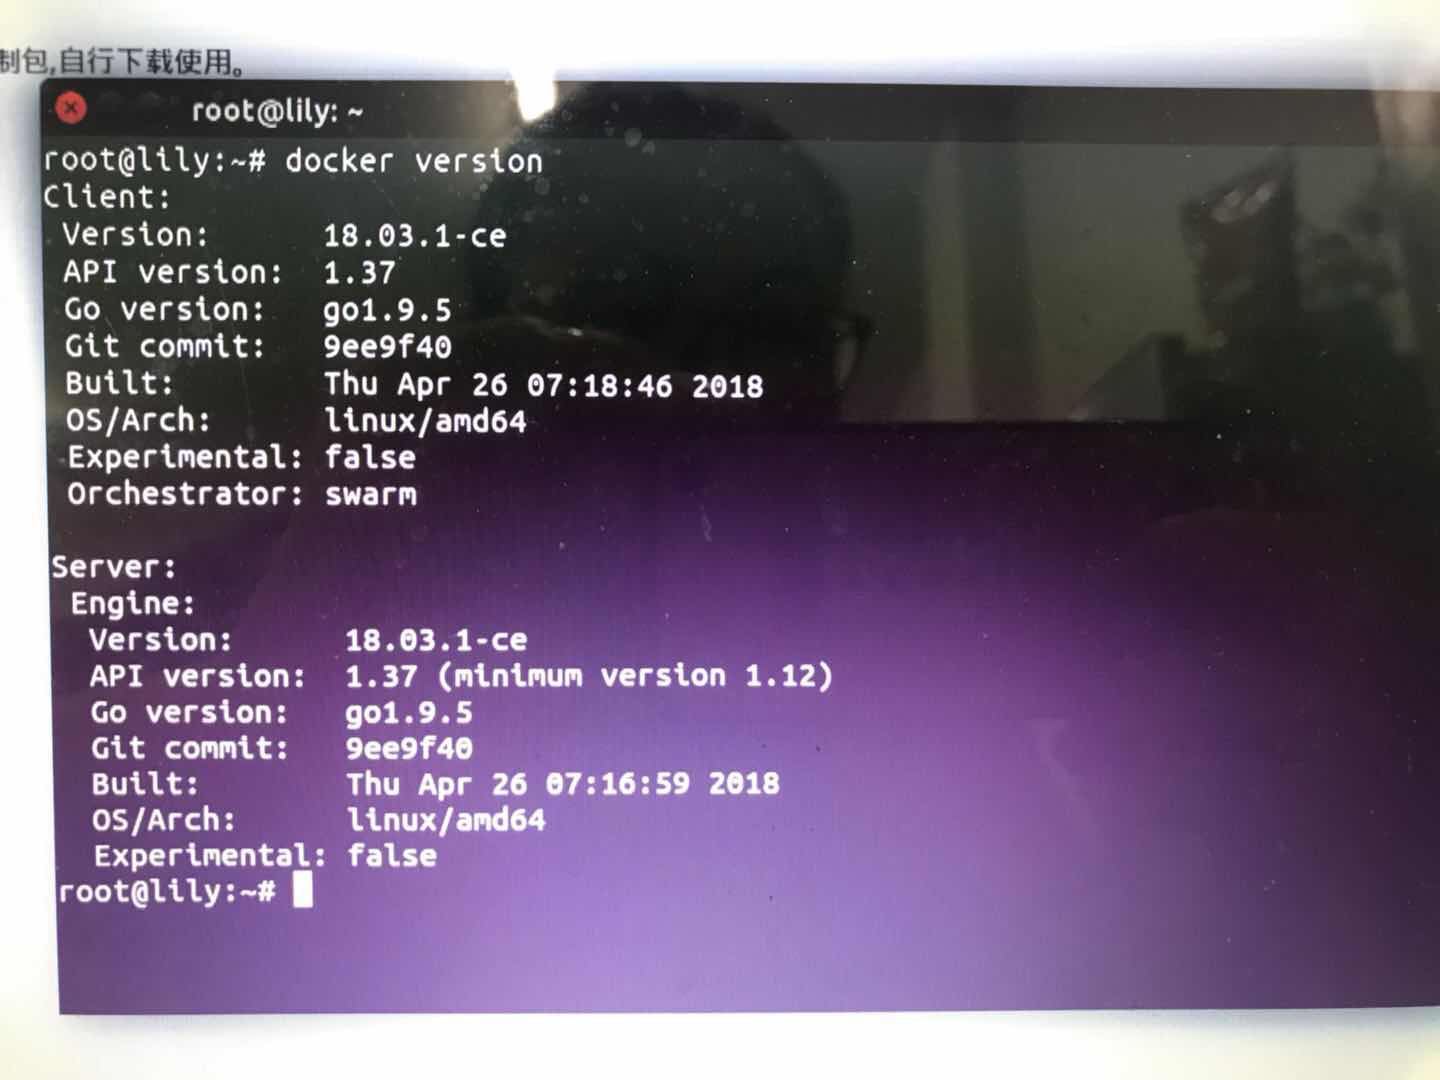 制包,自行下载使用。
root@lily: ~
root@lily:~# docker version
Client:
Version: 18.03.1-ce
API version: 1.37
Go version: go1.9.5
Git commit: 9ee9f40
Built: Thu Apr 26 07:18:46 2018
OS/Arch: linux/amd64
Experimental: false
Orchestrator: swarm
Server:
Engine:
Version: 18.03.1-ce
API version: 1.37 (minimum version 1.12)
Go version: go1.9.5
Git commit: 9ee9f40
Built: Thu Apr 26 07:16:59 2018
OS/Arch: linux/amd64
Experimental: false
root@lily:~#